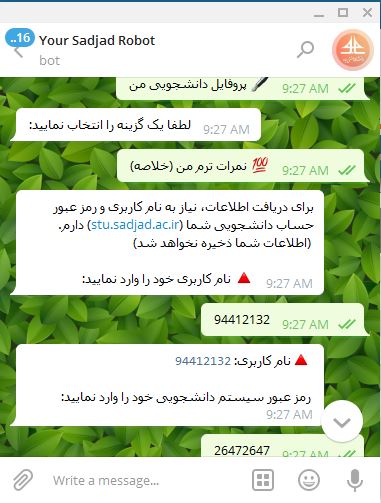 ..16
Your Sadjad Robot
bot
پروفایل دانشجویی من
9:27 AM
لطفا یک گزینه را انتخاب نمایید:
9:27 AM
💯 نمرات ترم من (خلاصه)
9:27 AM
برای دریافت اطلاعات، نیاز به نام کاربری و رمز عبور
حساب دانشجویی شما (stu.sadjad.ac.ir) دارم.
(اطلاعات شما ذخیره نخواهد شد)
🔺 نام کاربری خود را وارد نمایید:
9:27 AM
94412132
9:27 AM
🔺 نام کاربری: 94412132
رمز عبور سیستم دانشجویی خود را وارد نمایید:
9:27 AM
26472647
9:27 AM
Write a message...